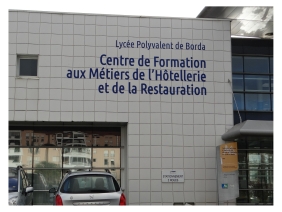 Lycée Polyvalent de Borda
Centre de Formation
aux Métiers de l'Hôtellerie
et de la Restauration